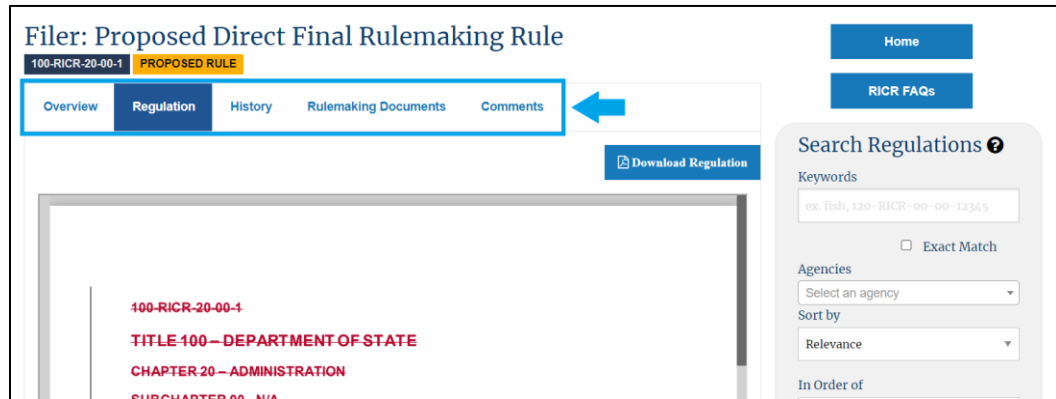 Filer: Proposed Direct Final Rulemaking Rule
100-RICR-20-00-1 PROPOSED RULE
Overview Regulation History Rulemaking Documents Comments
Download Regulation
100-RICR-20-00-1
TITLE 100 – DEPARTMENT OF STATE
CHAPTER 20 – ADMINISTRATION
SUBCHAPTER 00 - N/A
Home
RICR FAQs
Search Regulations ?
Keywords
ex. fish, 120-RICR-00-00-12345
Exact Match
Agencies
Select an agency
Sort by
Relevance
In Order of